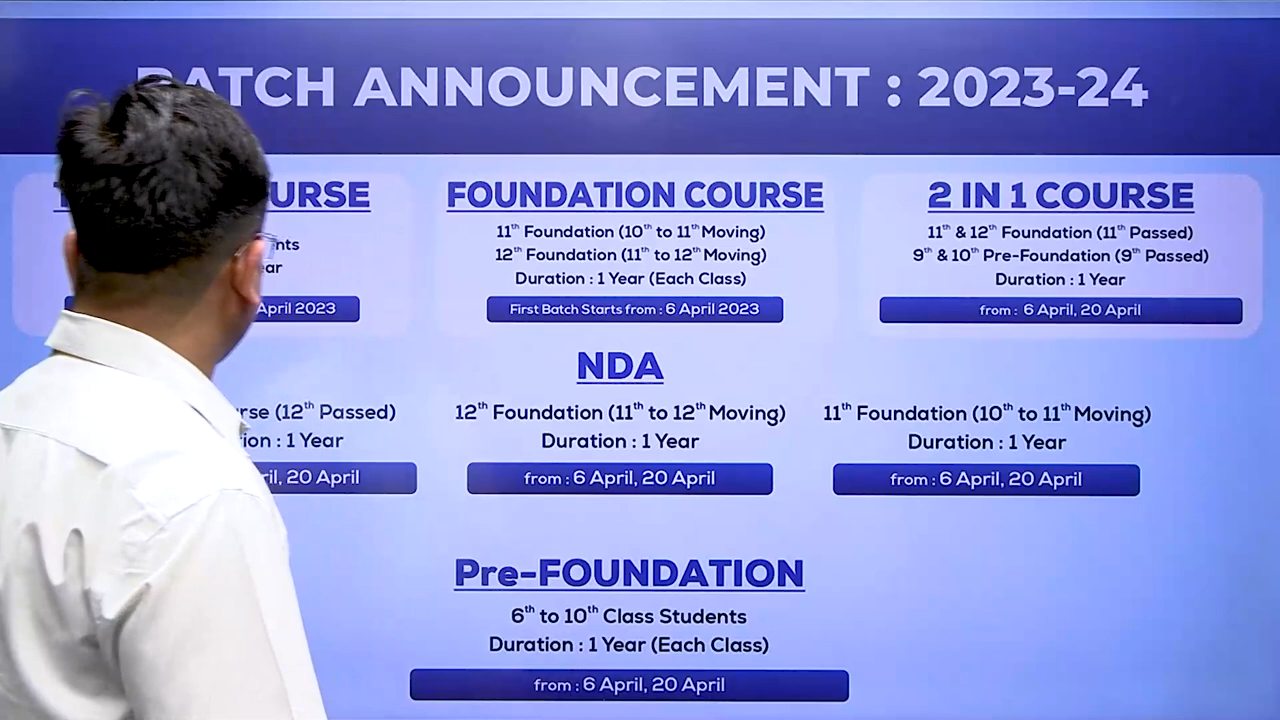 BATCH ANNOUNCEMENT : 2023-24
URSE
nts
ear
April 2023
FOUNDATION COURSE
11th Foundation (10th to 11th Moving)
12th Foundation (11th to 12th Moving)
Duration : 1 Year (Each Class)
First Batch Starts from : 6 April 2023
2 IN 1 COURSE
11th & 12th Foundation (11th Passed)
9th & 10th Pre-Foundation (9th Passed)
Duration : 1 Year
from : 6 April, 20 April
NDA
rse (12th Passed)
ion : 1 Year
ril, 20 April
12th Foundation (11th to 12th Moving)
Duration : 1 Year
from : 6 April, 20 April
11th Foundation (10th to 11th Moving)
Duration : 1 Year
from : 6 April, 20 April
Pre-FOUNDATION
6th to 10th Class Students
Duration : 1 Year (Each Class)
from : 6 April, 20 April